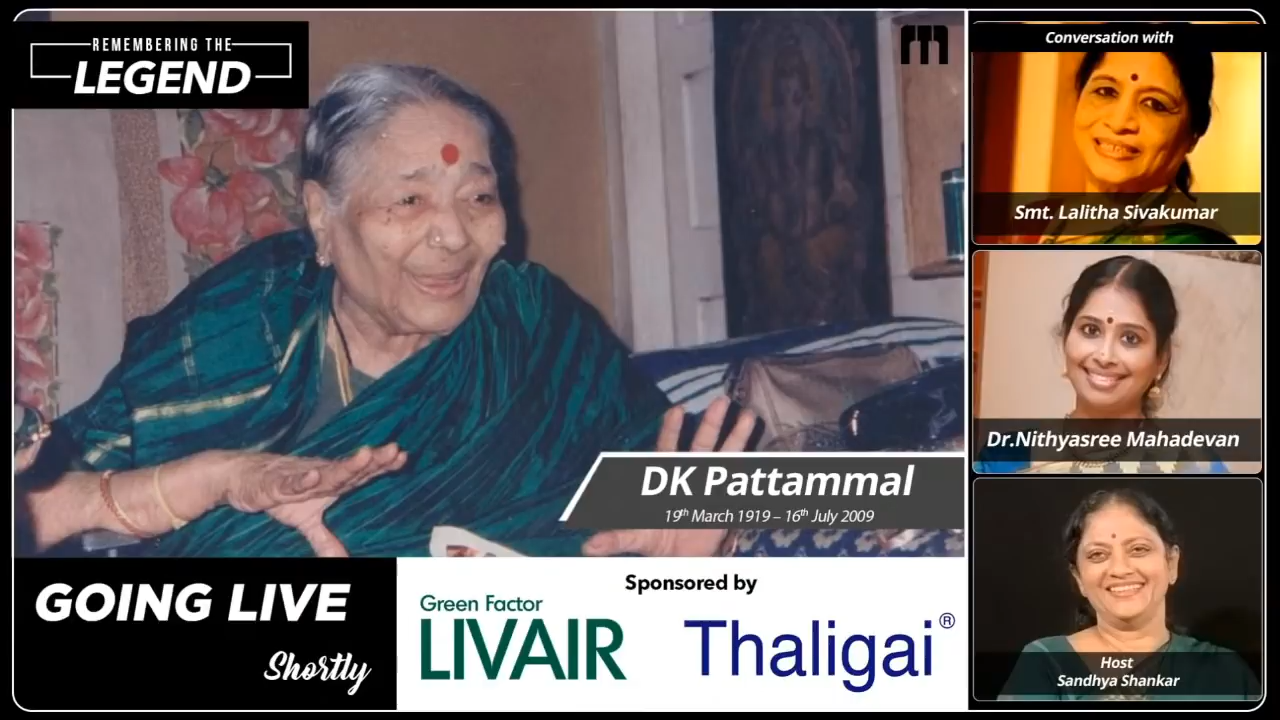 REMEMBERING THE
LEGEND
Conversation with
Smt. Lalitha Sivakumar
Dr.Nithyasree Mahadevan
Host
Sandhya Shankar
DK Pattammal
19th March 1919 – 16th July 2009
GOING LIVE
Shortly
Sponsored by
Green Factor
LIVAIR
Thaligai®